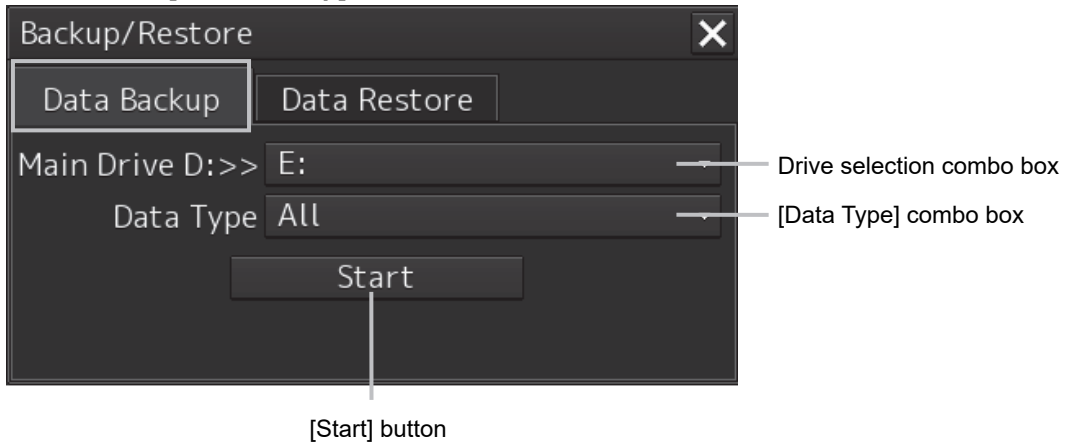 Backup/Restore
Data Backup Data Restore
Main Drive D:>> E: Drive selection combo box
Data Type All [Data Type] combo box
Start
[Start] button